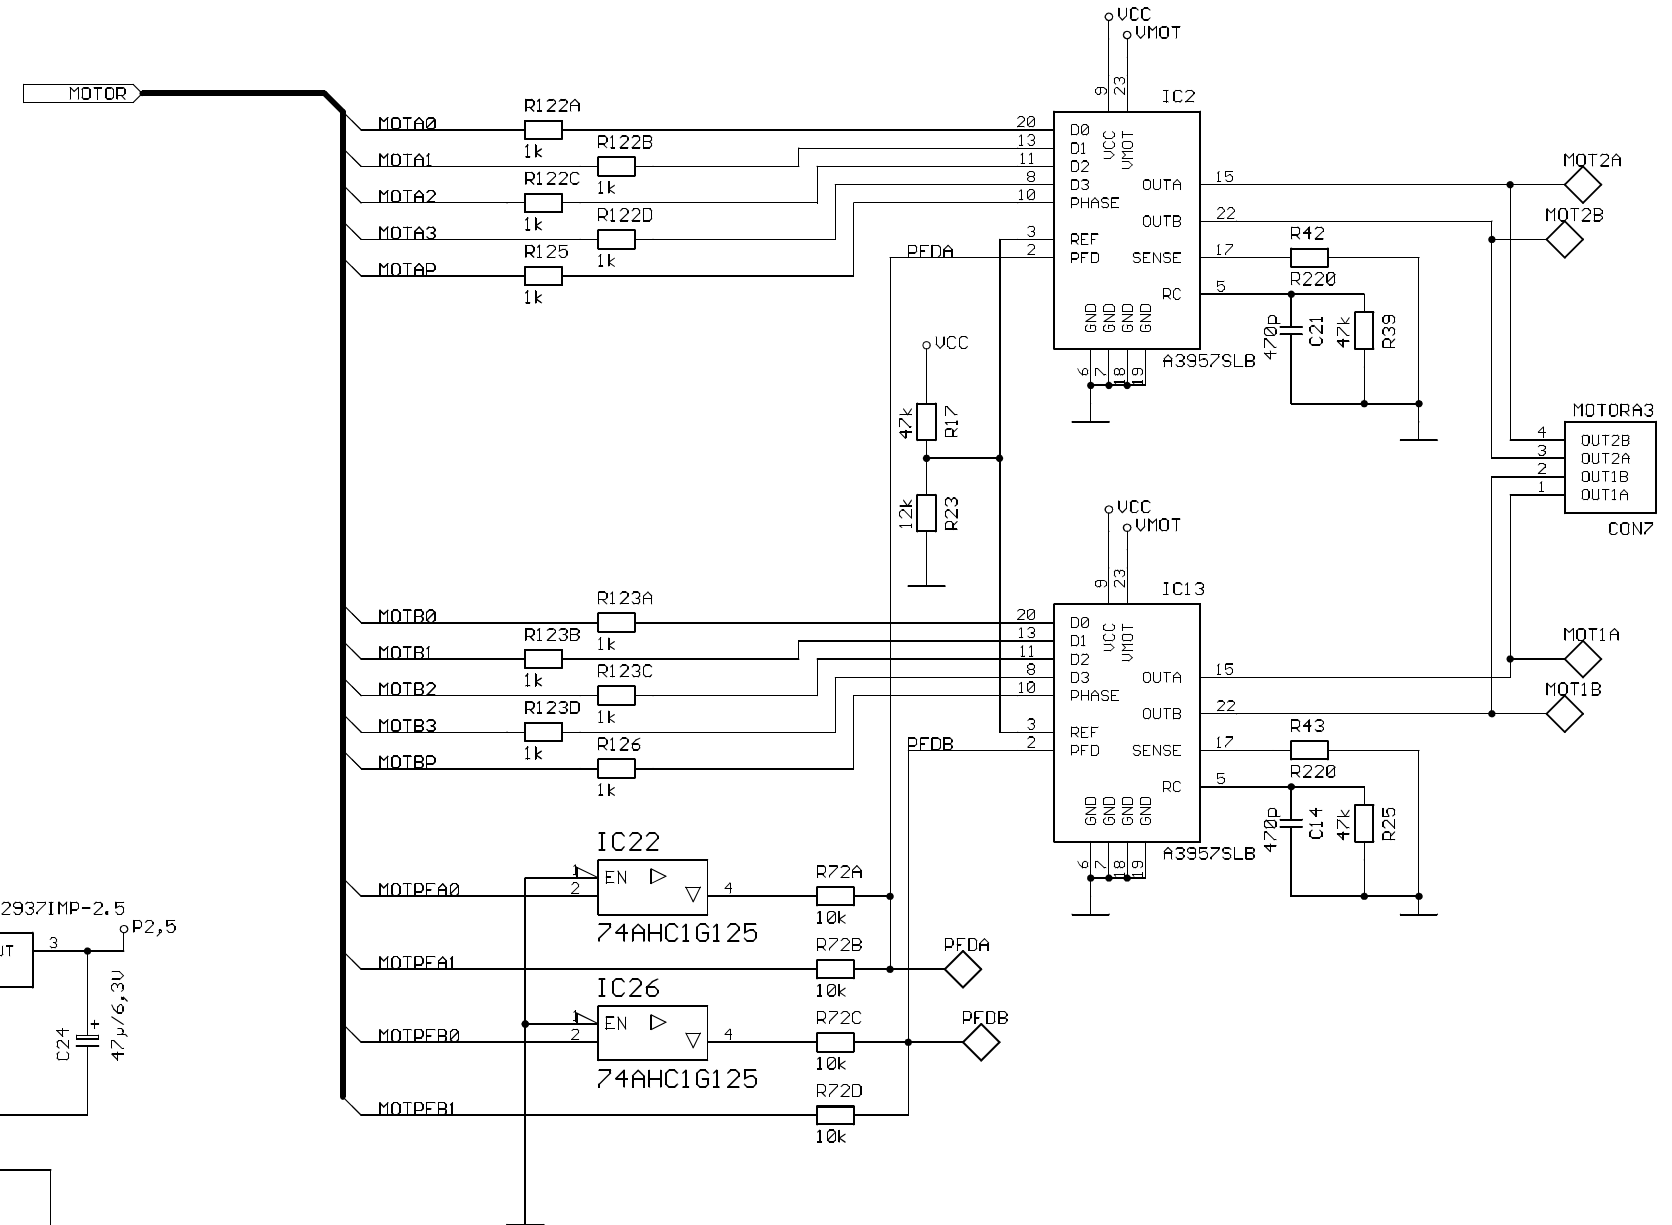 VCC
VMOT
MOTOR
9
23
IC2
R122A
MOTA0
1k
R122B
MOTA1
1k
R122C
MOTA2
1k
R122D
MOTA3
1k
R125
MOTAP
1k
20
13
11
8
10
3
2
D0
D1
D2
D3
PHASE
REF
PFD
VCC
VMOT
OUTA
OUTB
SENSE
RC
GND
GND
GND
GND
15
22
17
5
6
7
18
19
A3957SLB
PFDA
MOT2A
MOT2B
R42
R220
470p
C21
47k
R39
VCC
47k
R17
12k
R23
MOTORA3
4
3
2
1
OUT2B
OUT2A
OUT1B
OUT1A
CON7
VCC
VMOT
9
23
IC13
R123A
MOTB0
1k
R123B
MOTB1
1k
R123C
MOTB2
1k
R123D
MOTB3
1k
R126
MOTBP
1k
20
13
11
8
10
3
2
D0
D1
D2
D3
PHASE
REF
PFD
VCC
VMOT
OUTA
OUTB
SENSE
RC
GND
GND
GND
GND
15
22
17
5
6
7
18
19
A3957SLB
PFDB
MOT1A
MOT1B
R43
R220
470p
C14
47k
R25
IC22
1
2
EN
4
74AHC1G125
MOTPFA0
R72A
10k
R72B
MOTPFA1
10k
PFDA
IC26
1
2
EN
4
74AHC1G125
MOTPFB0
R72C
10k
PFDB
R72D
MOTPFB1
10k
2937IMP-2.5
P2,5
UT
3
C24
+
47µ/6,3V